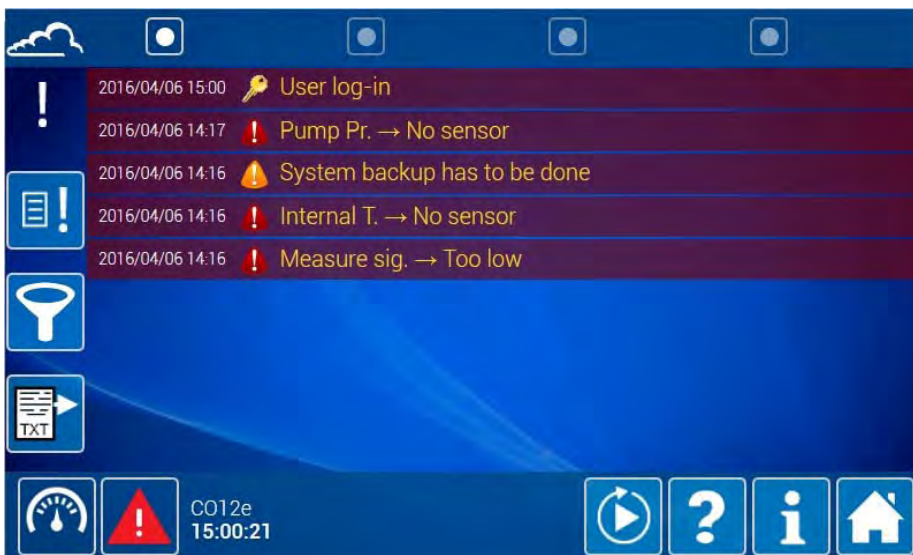 2016/04/06 15:00 User log-in
2016/04/06 14:17 Pump Pr. → No sensor
2016/04/06 14:16 System backup has to be done
2016/04/06 14:16 Internal T. → No sensor
2016/04/06 14:16 Measure sig. → Too low
TXT
CO12e
15:00:21